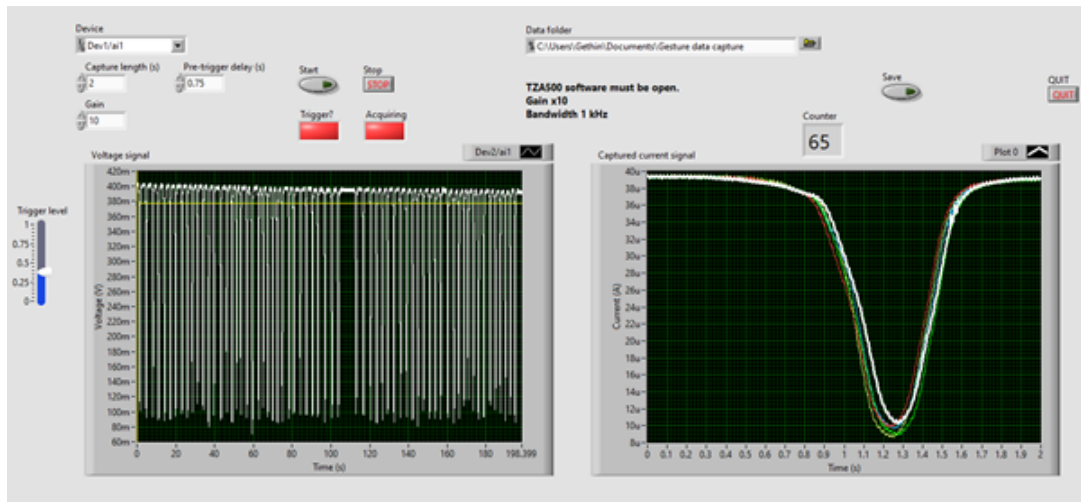 Device
Dev1/ai1
Capture length (s) Pre-trigger delay (s)
2 0.75
Gain
10
Start Stop
STOP
Trigger? Acquiring
Data folder
C:\Users\Gethin\Documents\Gesture data capture
TZA500 software must be open.
Gain x10
Bandwidth 1 kHz
Save
QUIT
QUIT
Counter
65
Trigger level
1
0.75
0.5
0.25
0
Voltage signal
Dev2/ai1
420m
400m
380m
360m
340m
320m
300m
280m
260m
240m
220m
200m
180m
160m
140m
120m
100m
80m
60m
Voltage (V)
0 20 40 60 80 100 120 140 160 180 198.399
Time (s)
Captured current signal
Plot 0
40u
38u
36u
34u
32u
30u
28u
26u
24u
22u
20u
18u
16u
14u
12u
10u
8u
Current (A)
0 0.1 0.2 0.3 0.4 0.5 0.6 0.7 0.8 0.9 1 1.1 1.2 1.3 1.4 1.5 1.6 1.7 1.8 1.9 2
Time (s)